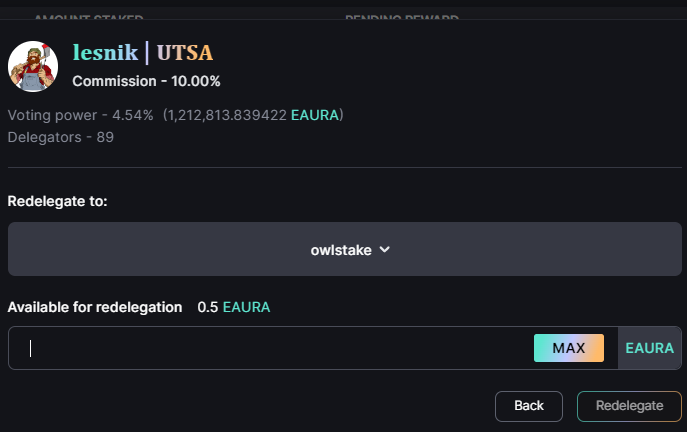 AMOUNT STAKED PENDING REWARD
lesnik | UTSA
Commission - 10.00%
Voting power - 4.54% (1,212,813.839422 EAURA)
Delegators - 89
Redelegate to:
owlstake
Available for redelegation 0.5 EAURA
MAX EAURA
Back Redelegate